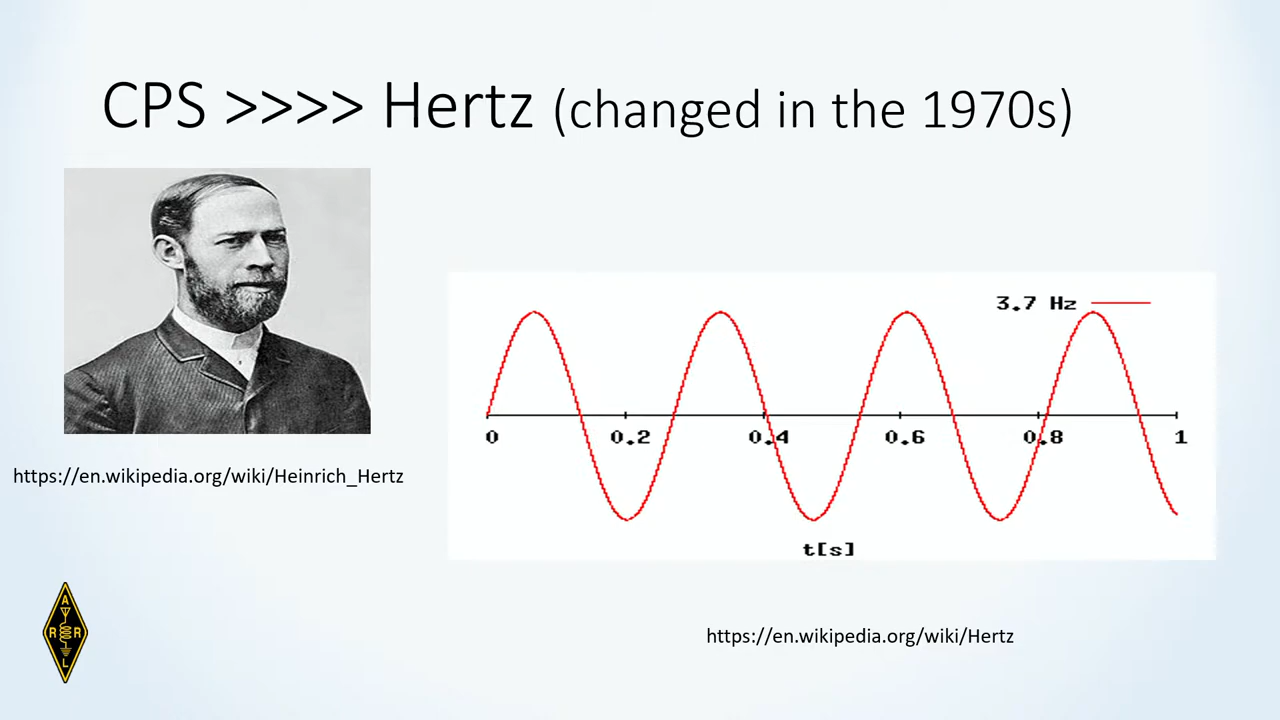 CPS >>>> Hertz (changed in the 1970s)
3.7 Hz
0 0.2 0.4 0.6 0.8 1
t[s]
https://en.wikipedia.org/wiki/Heinrich_Hertz
https://en.wikipedia.org/wiki/Hertz
A
R R
L